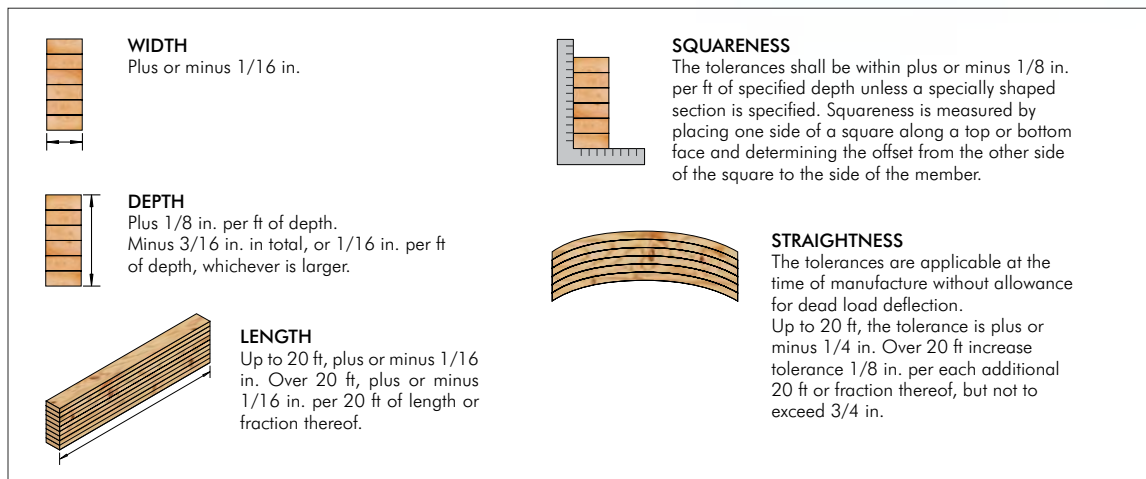 WIDTH
Plus or minus 1/16 in.
DEPTH
Plus 1/8 in. per ft of depth.
Minus 3/16 in. in total, or 1/16 in. per ft
of depth, whichever is larger.
LENGTH
Up to 20 ft, plus or minus 1/16
in. Over 20 ft, plus or minus
1/16 in. per 20 ft of length or
fraction thereof.
SQUARENESS
The tolerances shall be within plus or minus 1/8 in.
per ft of specified depth unless a specially shaped
section is specified. Squareness is measured by
placing one side of a square along a top or bottom
face and determining the offset from the other side
of the square to the side of the member.
STRAIGHTNESS
The tolerances are applicable at the
time of manufacture without allowance
for dead load deflection.
Up to 20 ft, the tolerance is plus or
minus 1/4 in. Over 20 ft increase
tolerance 1/8 in. per each additional
20 ft or fraction thereof, but not to
exceed 3/4 in.